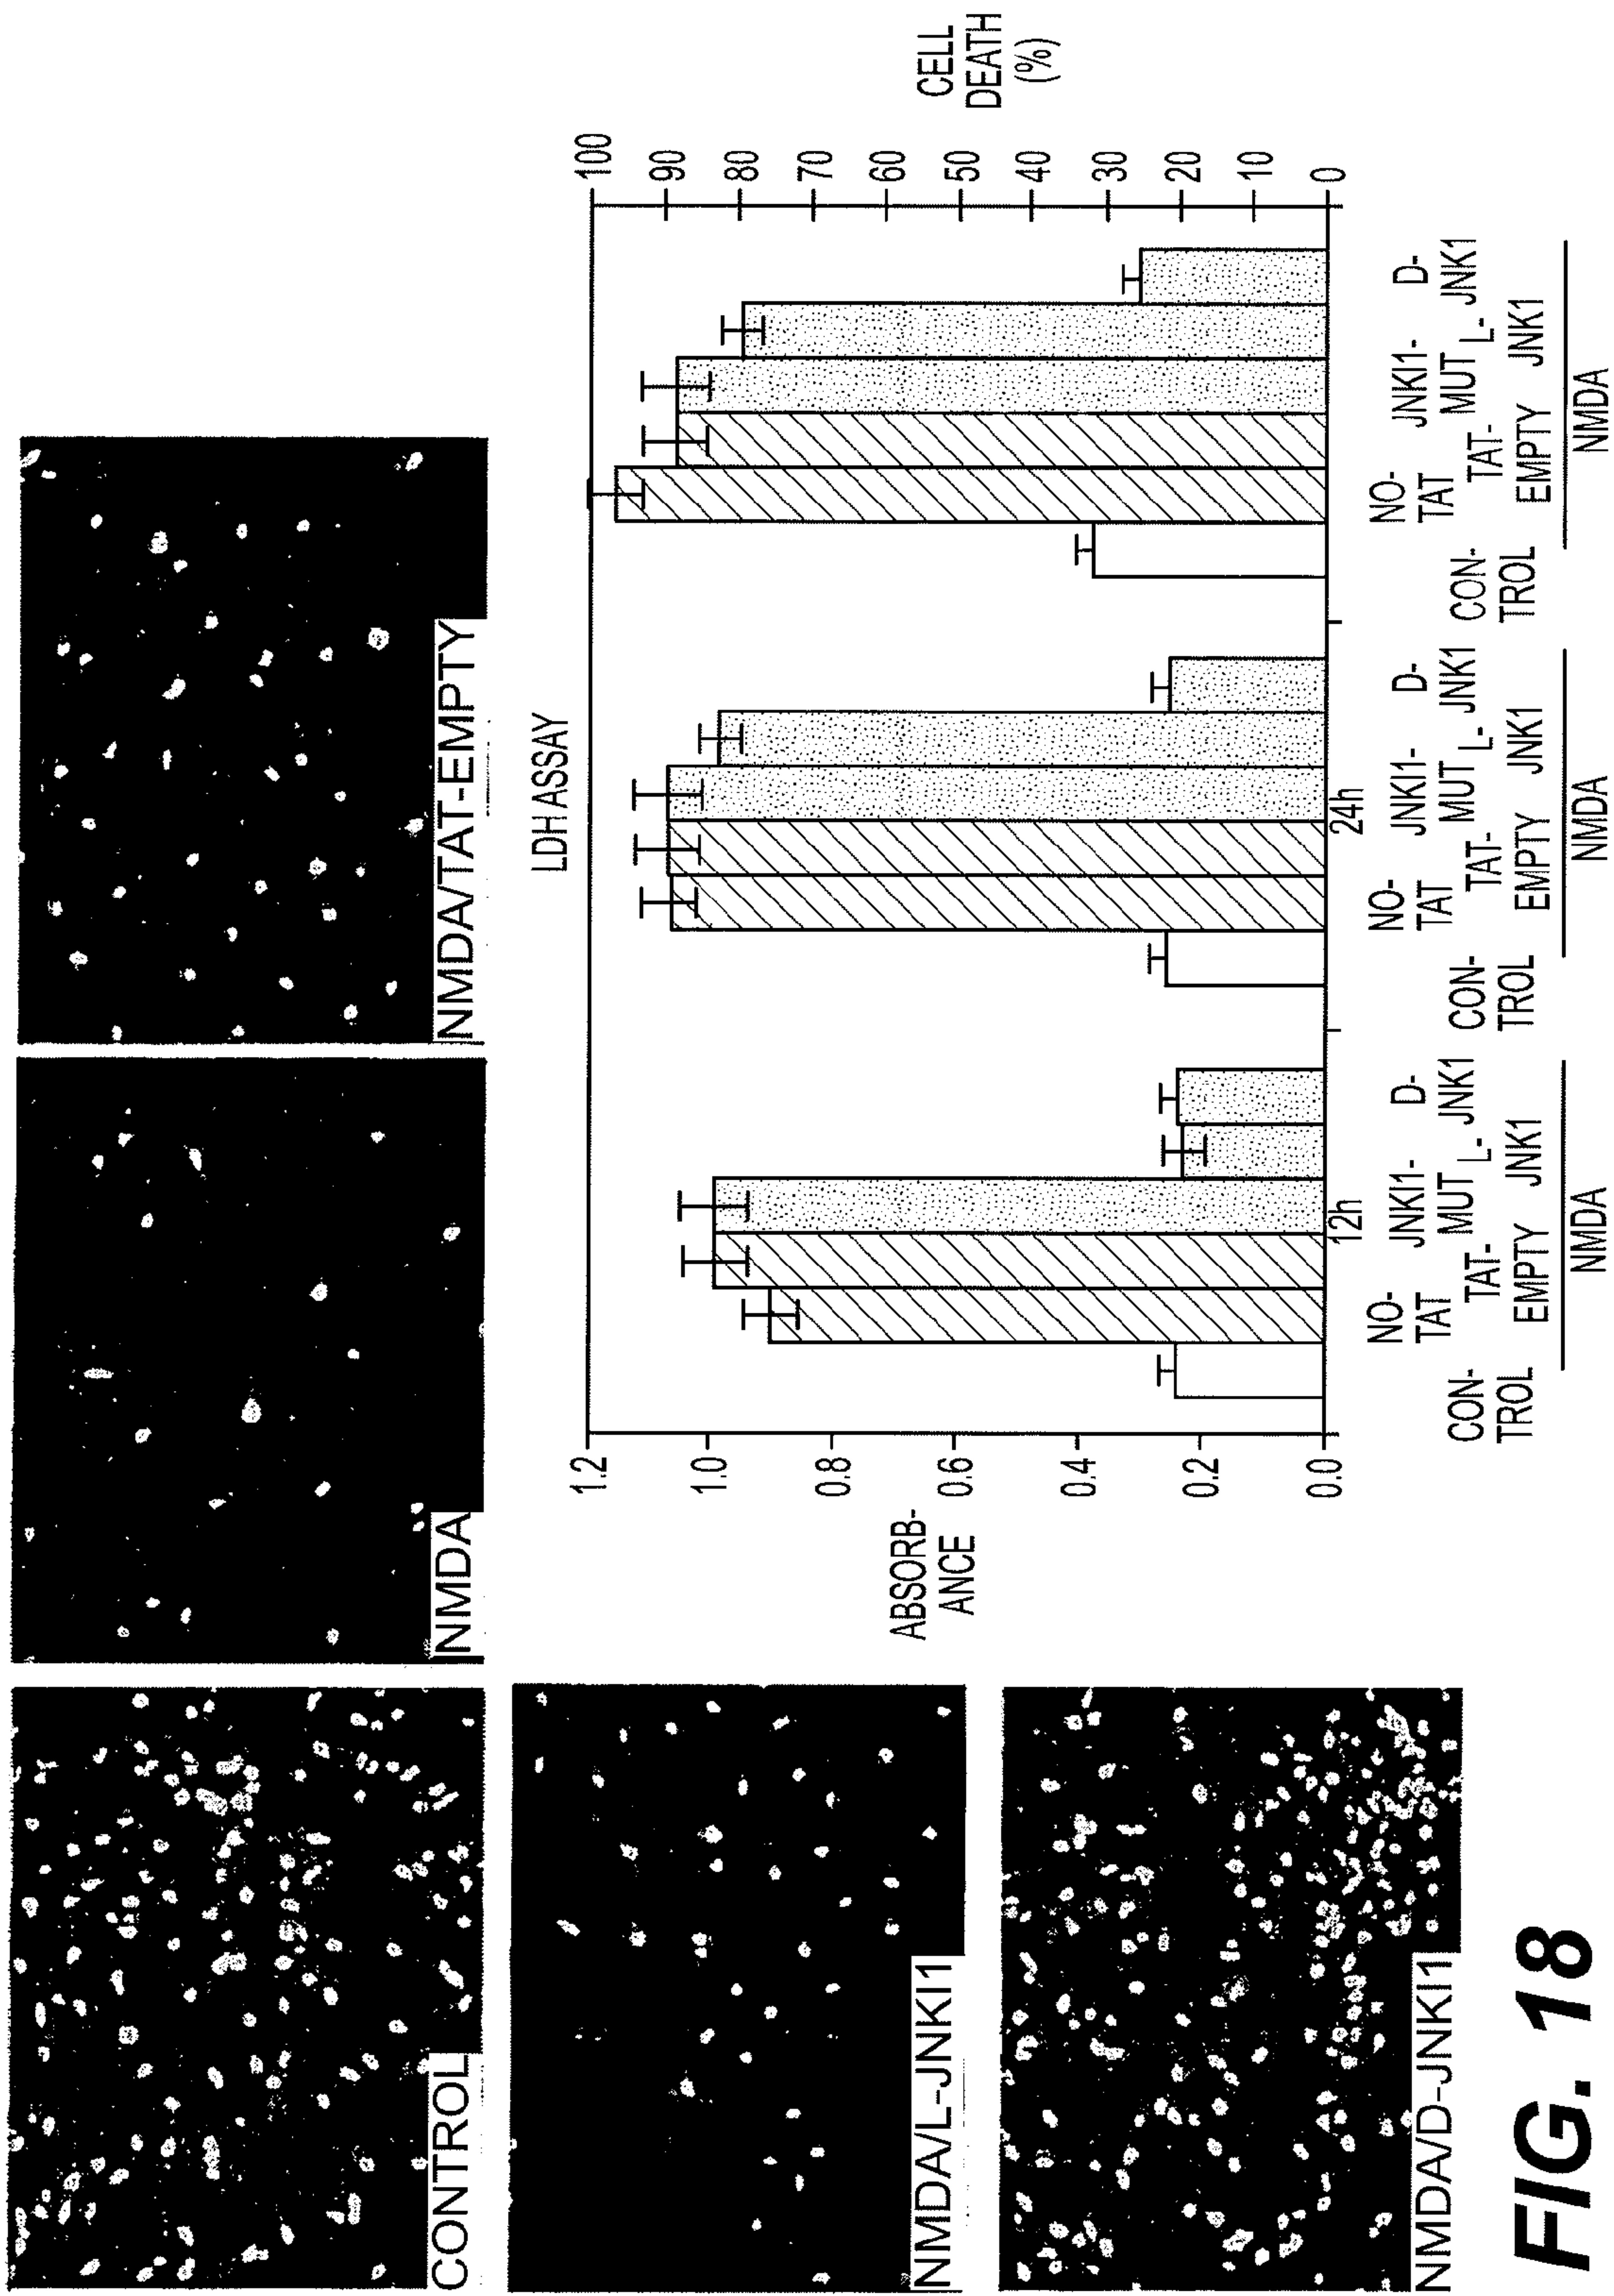 CONTROL
NMDA
NMDA/TAT-EMPTY
NMDA/L-JNKI1
NMDA/D-JNKI1
LDH ASSAY
ABSORB-
ANCE
1.2
1.0
0.8
0.6
0.4
0.2
0.0
CELL
DEATH
(%)
100
90
80
70
60
50
40
30
20
10
0
12h
24h
CON-
TROL
NO-
TAT
TAT-
EMPTY
JNKI1-
MUT
L-
JNK1
D-
JNK1
NMDA
CON-
TROL
NO-
TAT
TAT-
EMPTY
JNKI1-
MUT
L-
JNK1
D-
JNK1
NMDA
CON-
TROL
NO-
TAT
TAT-
EMPTY
JNKI1-
MUT
L-
JNK1
D-
JNK1
NMDA
FIG. 18